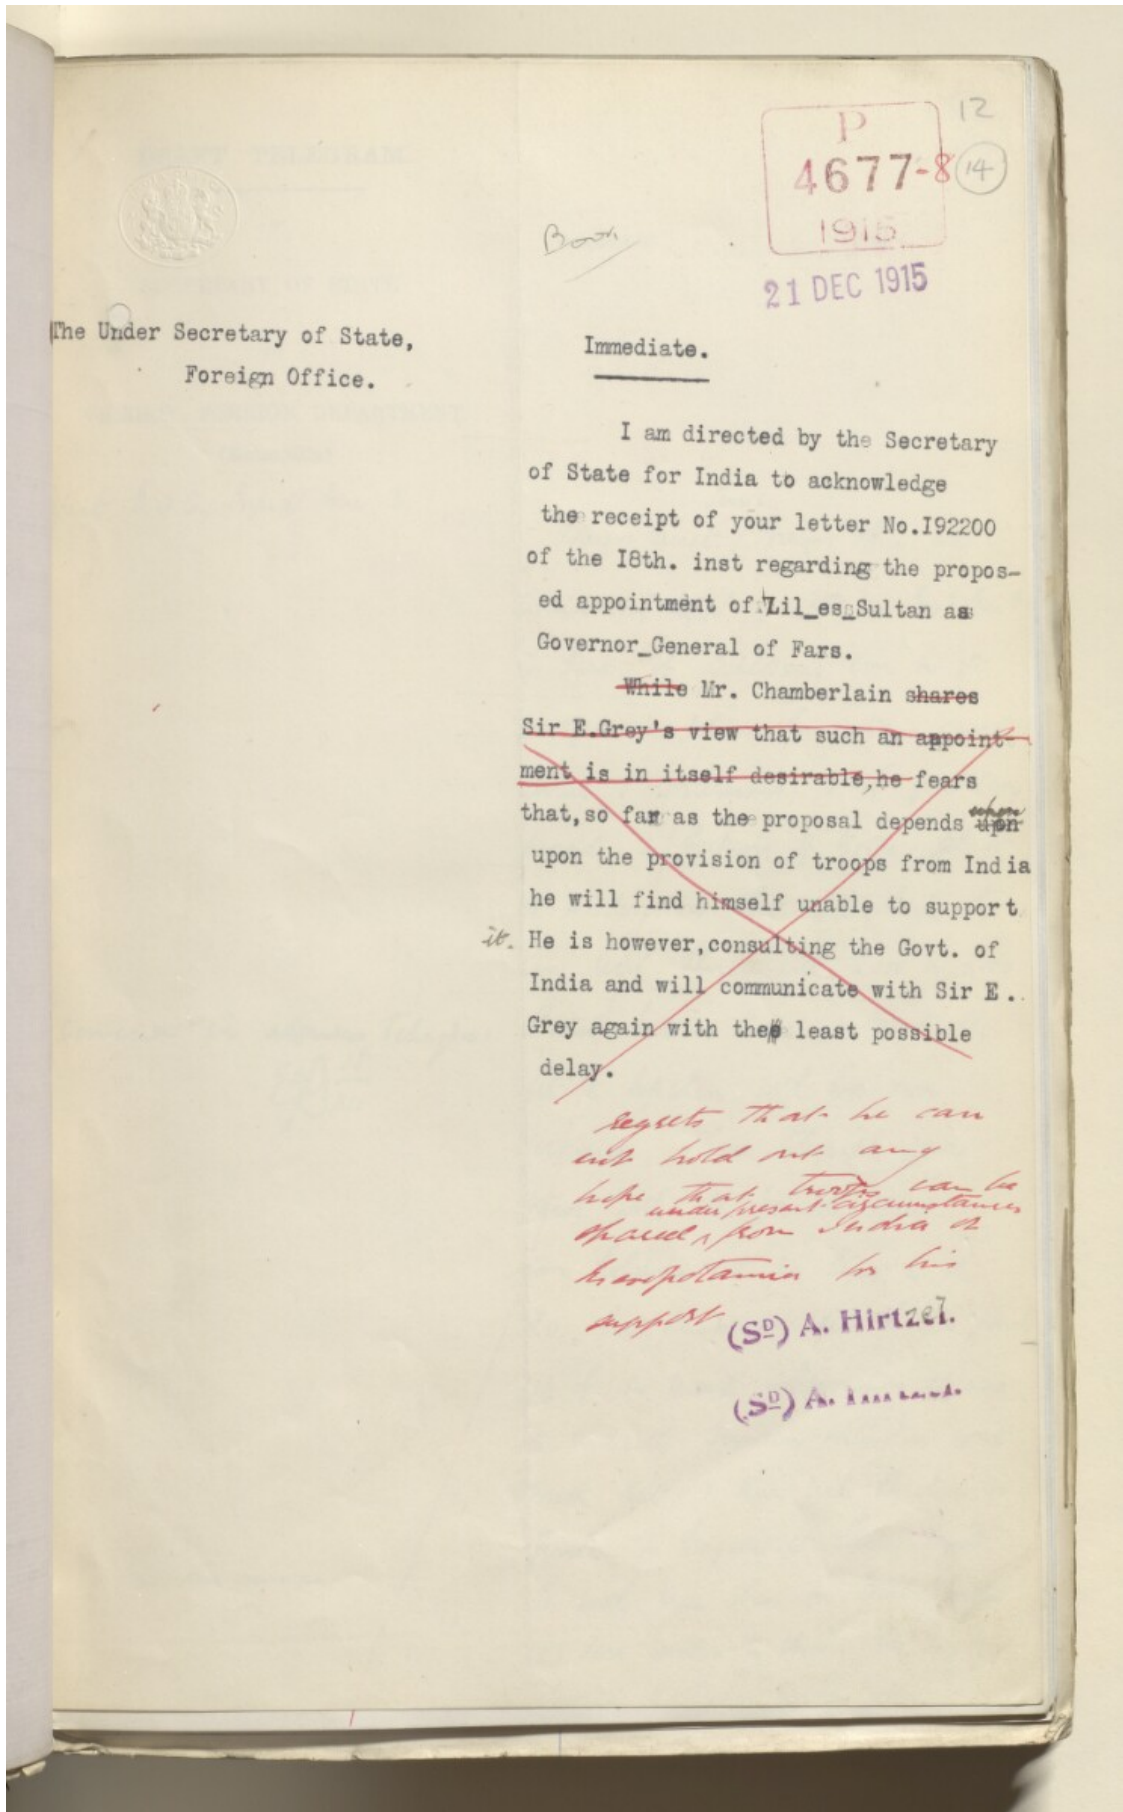 12
P
4677-8
14
1915
Book
21 DEC 1915
The Under Secretary of State,
Foreign Office.
Immediate.
I am directed by the Secretary
of State for India to acknowledge
the receipt of your letter No.I92200
of the I8th. inst regarding the propos-
ed appointment of Zil_es_Sultan as
Governor_General of Fars.
While Mr. Chamberlain shares
Sir E.Grey's view that such an appoint-
ment is in itself desirable, he fears
that, so far as the proposal depends upon
upon the provision of troops from India
he will find himself unable to support
it. He is however, consulting the Govt. of
India and will communicate with Sir E.
Grey again with the least possible
delay.
regrets that he can
not hold out any
hope that troops can be
under present circumstances
spared from India or
Mesopotamia for his
support
(SD) A. Hirtzel.
(SD) A.